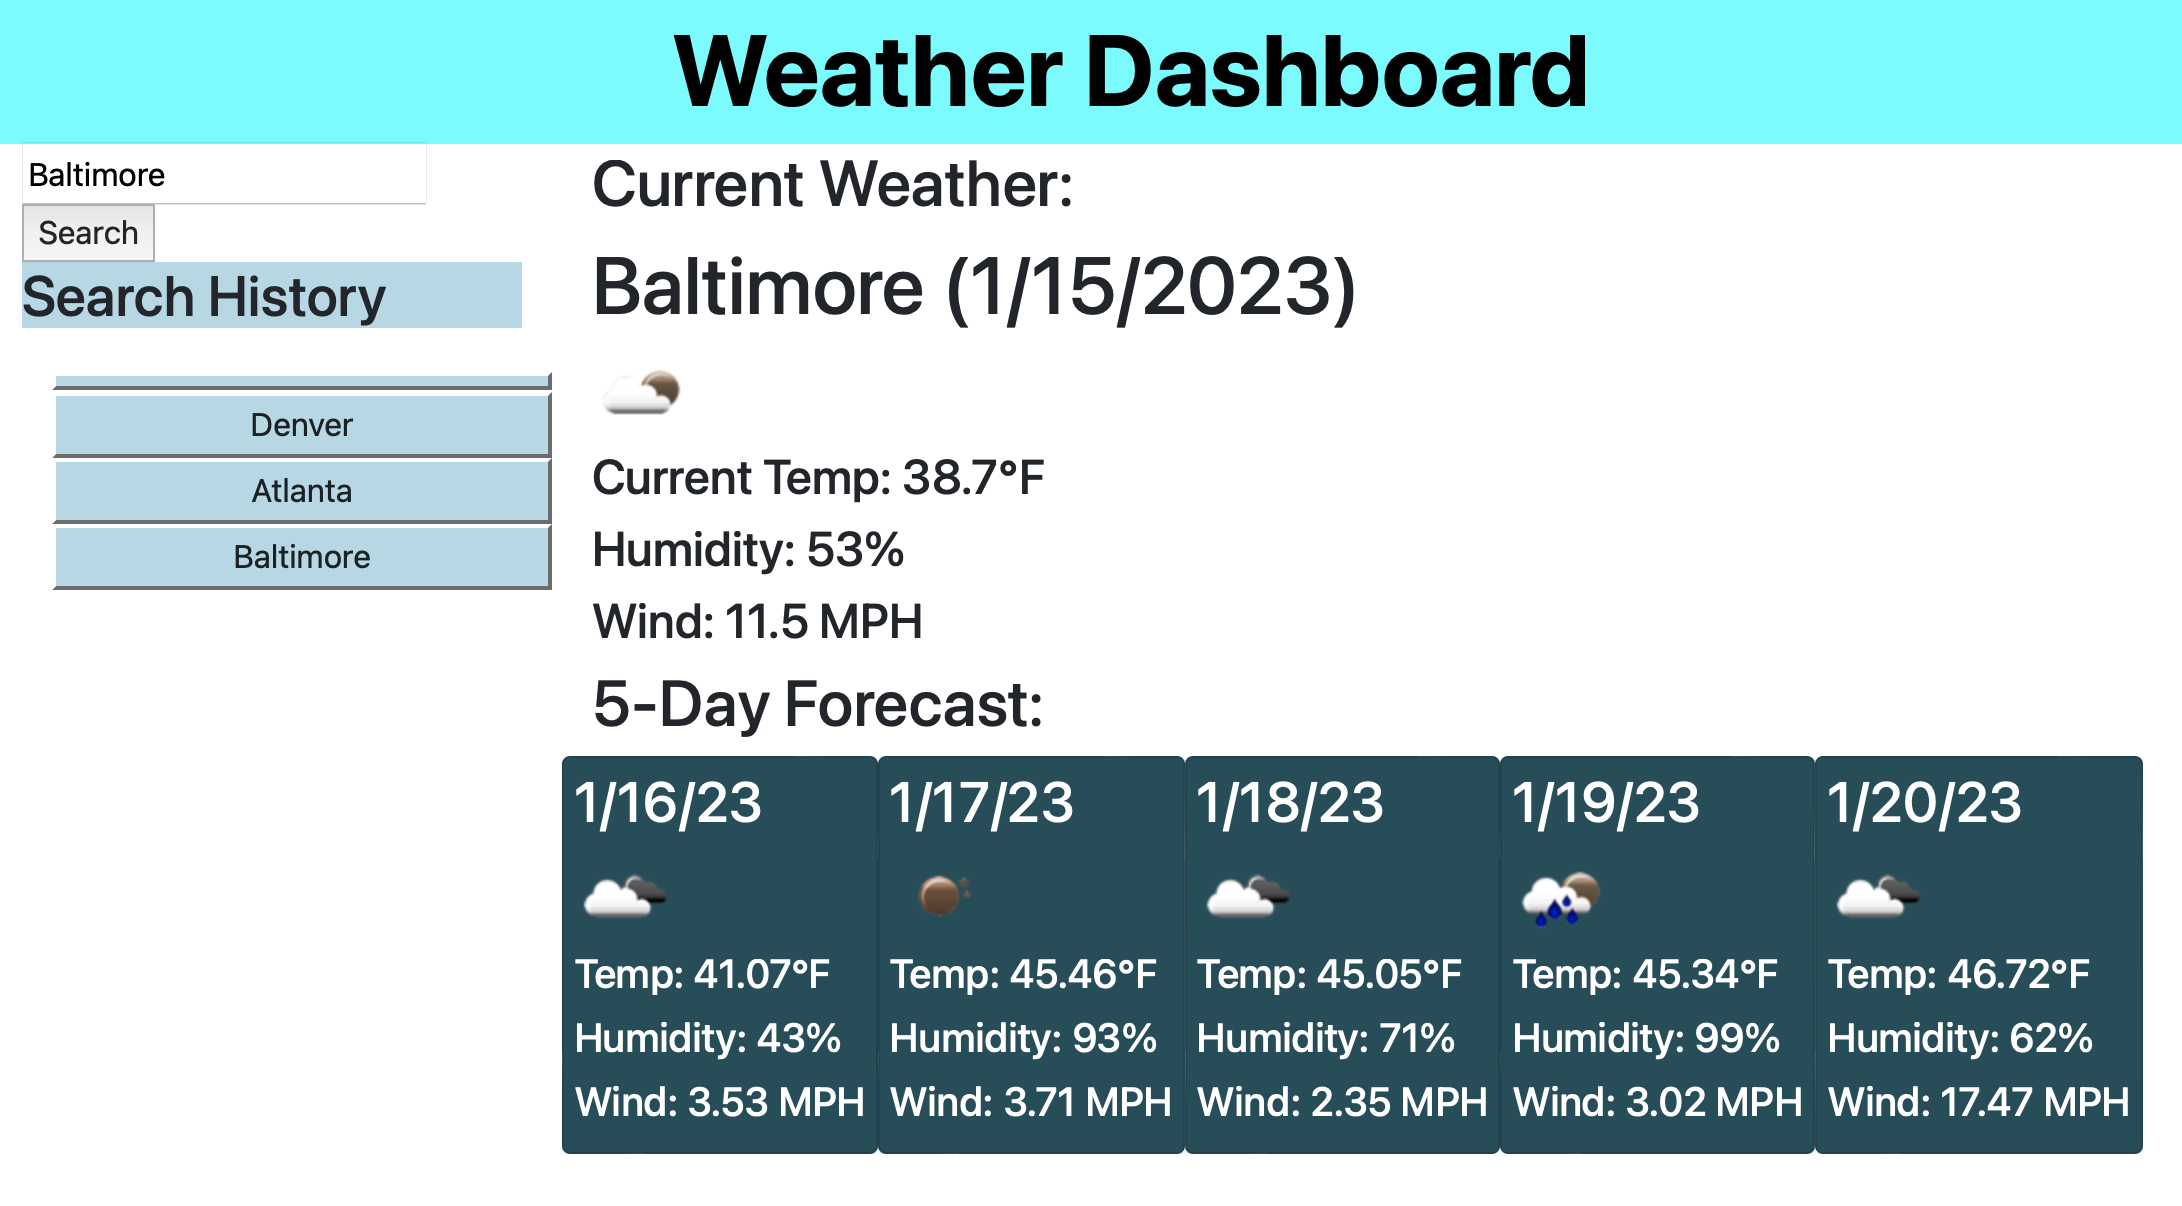 Weather Dashboard
Baltimore
Search
Search History
Denver
Atlanta
Baltimore
Current Weather:
Baltimore (1/15/2023)
Current Temp: 38.7°F
Humidity: 53%
Wind: 11.5 MPH
5-Day Forecast:
1/16/23
Temp: 41.07°F
Humidity: 43%
Wind: 3.53 MPH
1/17/23
Temp: 45.46°F
Humidity: 93%
Wind: 3.71 MPH
1/18/23
Temp: 45.05°F
Humidity: 71%
Wind: 2.35 MPH
1/19/23
Temp: 45.34°F
Humidity: 99%
Wind: 3.02 MPH
1/20/23
Temp: 46.72°F
Humidity: 62%
Wind: 17.47 MPH